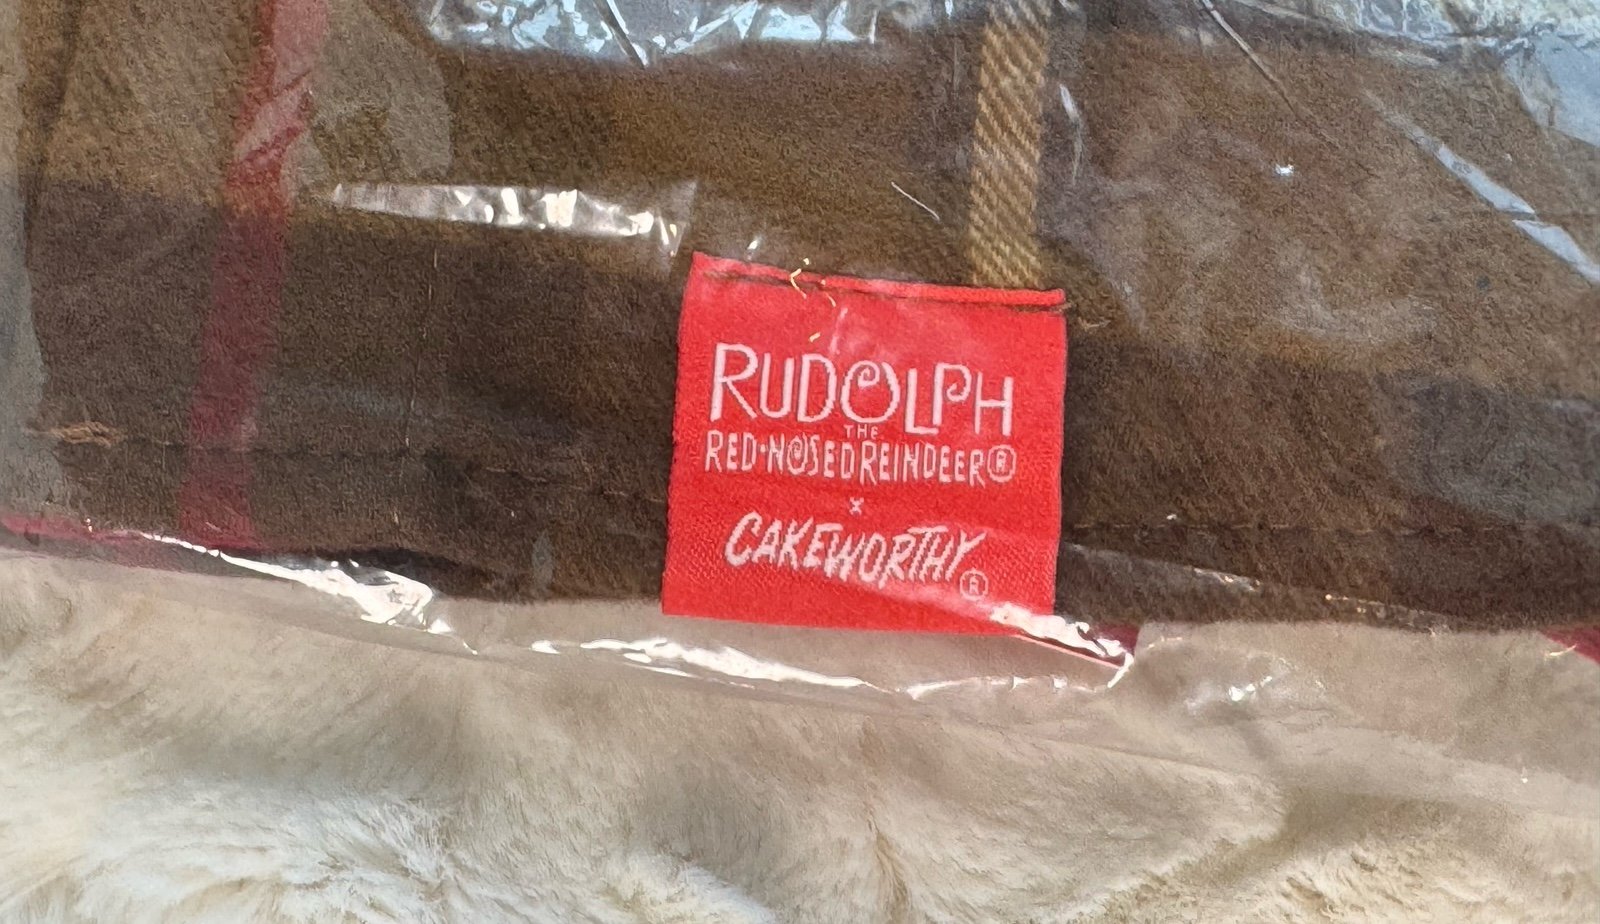 RUDOLPH
THE
RED•NOSED REINDEER®
x
CAKEWORTHY®